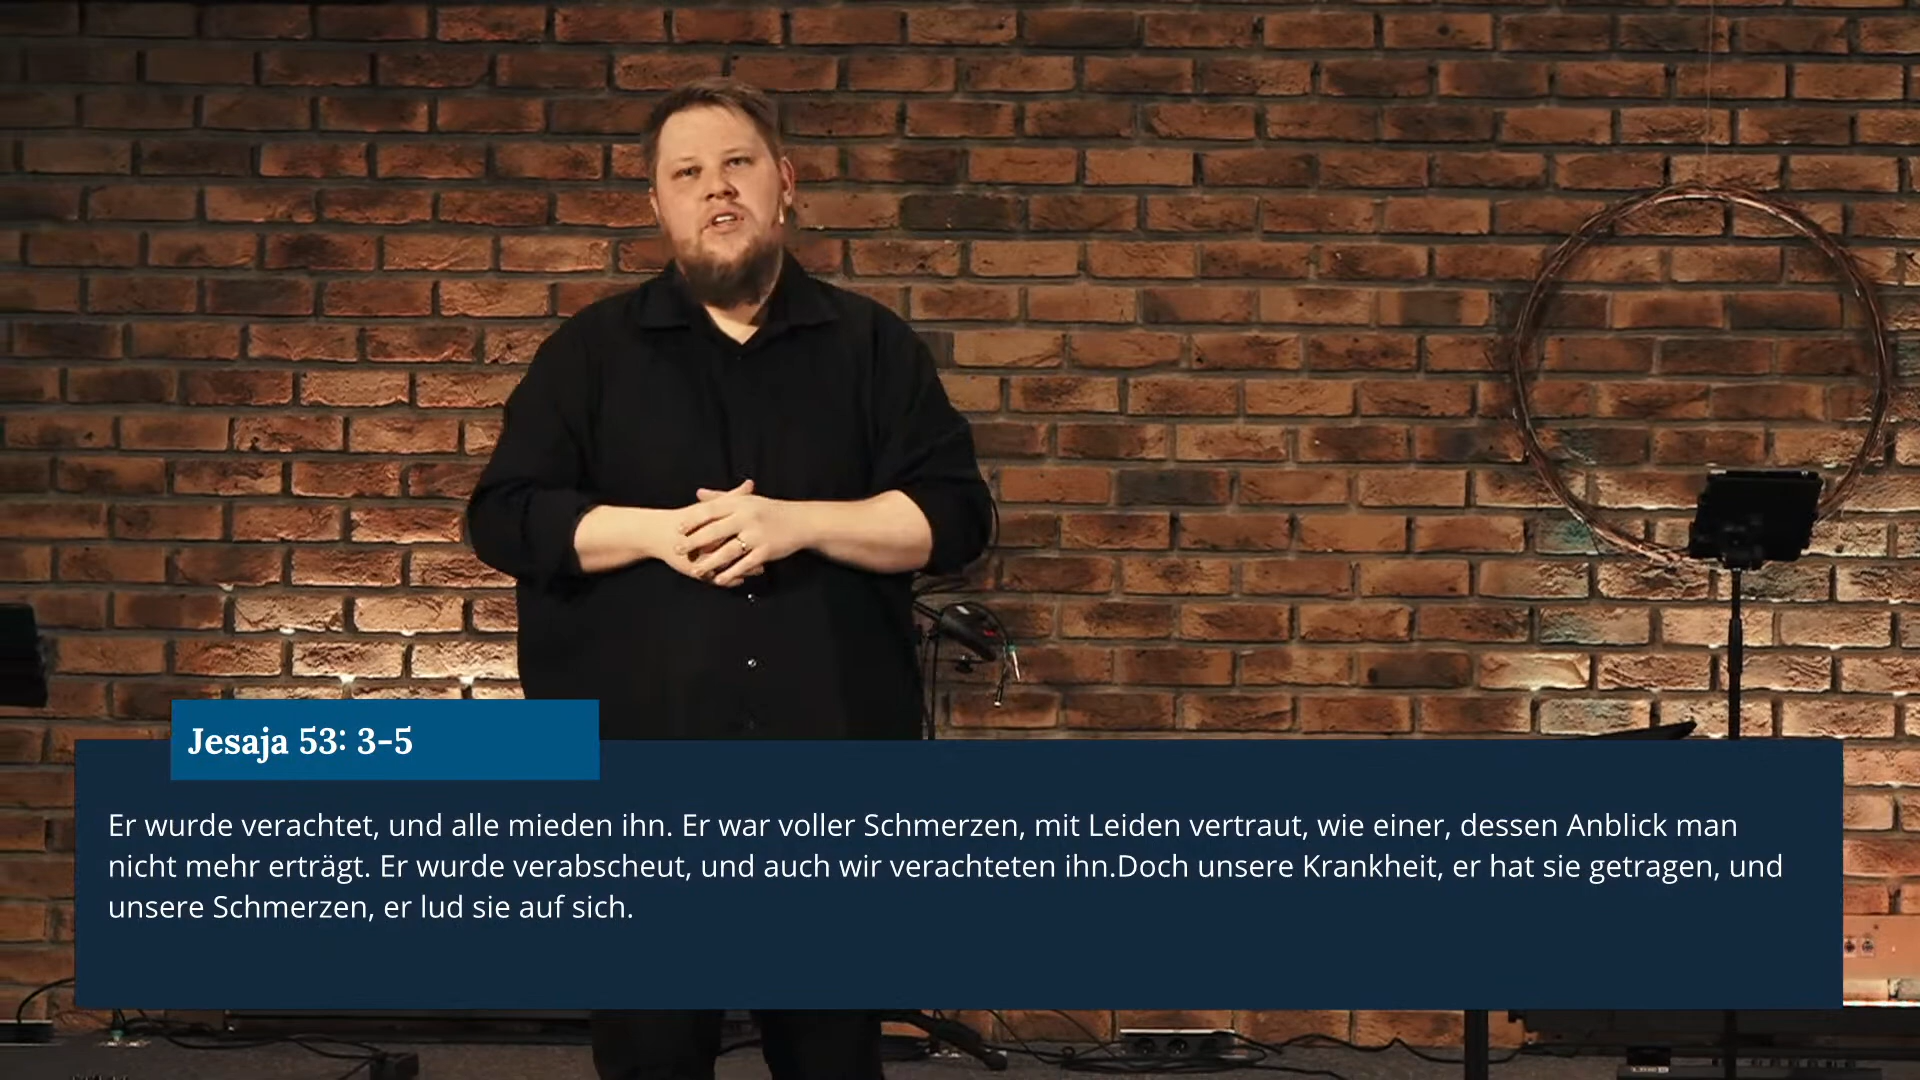 Jesaja 53: 3-5
Er wurde verachtet, und alle mieden ihn. Er war voller Schmerzen, mit Leiden vertraut, wie einer, dessen Anblick man
nicht mehr erträgt. Er wurde verabscheut, und auch wir verachteten ihn.Doch unsere Krankheit, er hat sie getragen, und
unsere Schmerzen, er lud sie auf sich.